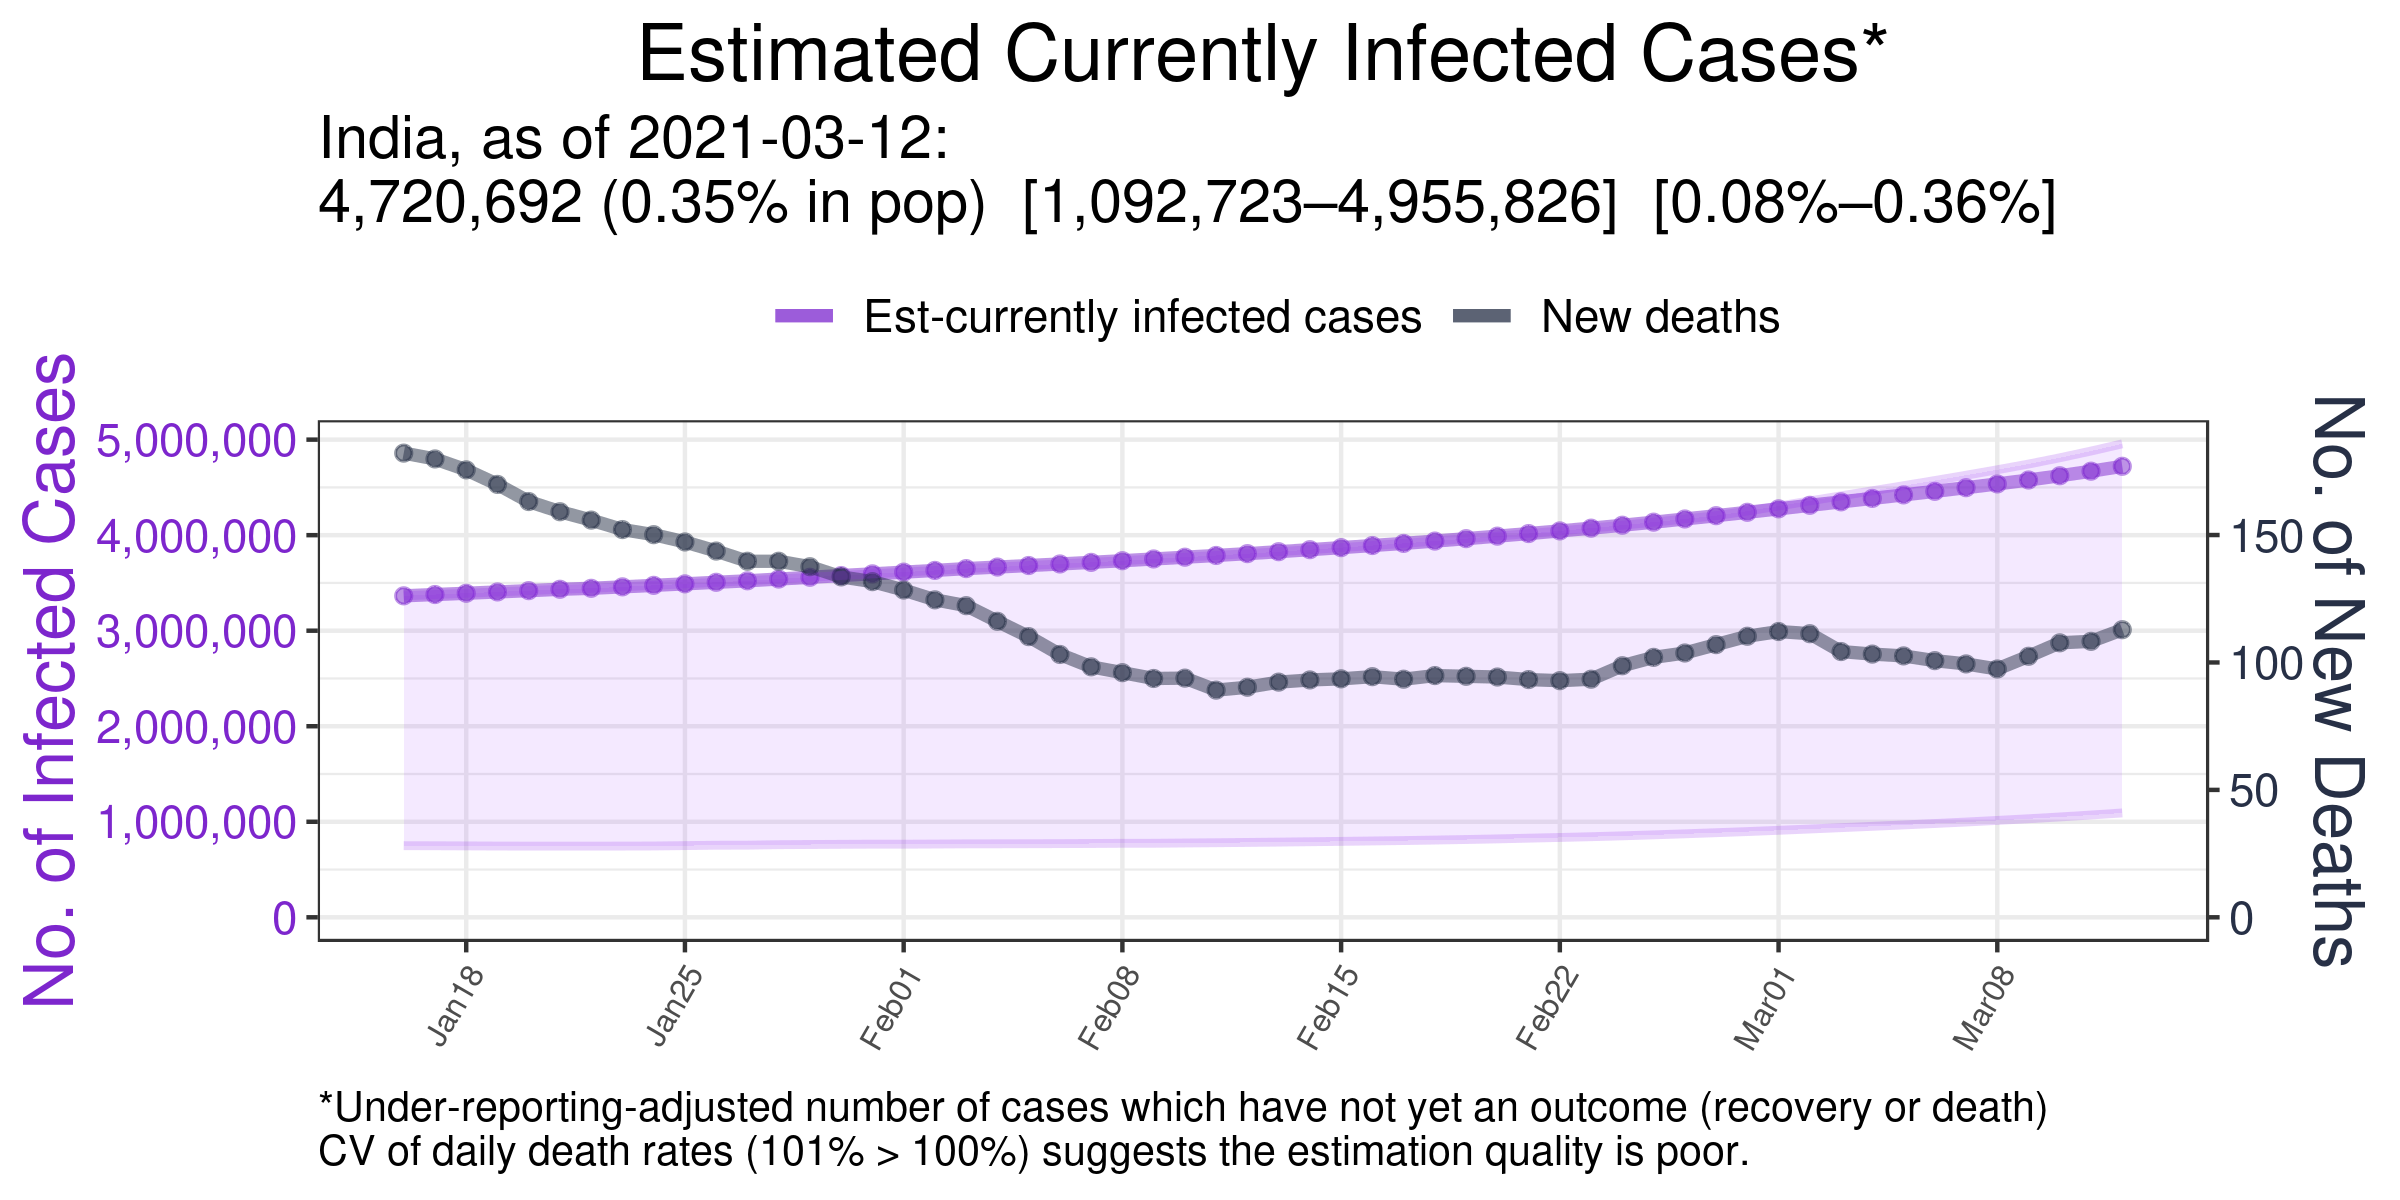 Estimated Currently Infected Cases*
India, as of 2021-03-12:
4,720,692 (0.35% in pop) [1,092,723–4,955,826] [0.08%–0.36%]
Est-currently infected cases
New deaths
No. of Infected Cases
5,000,000
4,000,000
3,000,000
2,000,000
1,000,000
0
No. of New Deaths
150
100
50
0
Jan18
Jan25
Feb01
Feb08
Feb15
Feb22
Mar01
Mar08
*Under-reporting-adjusted number of cases which have not yet an outcome (recovery or death)
CV of daily death rates (101% > 100%) suggests the estimation quality is poor.